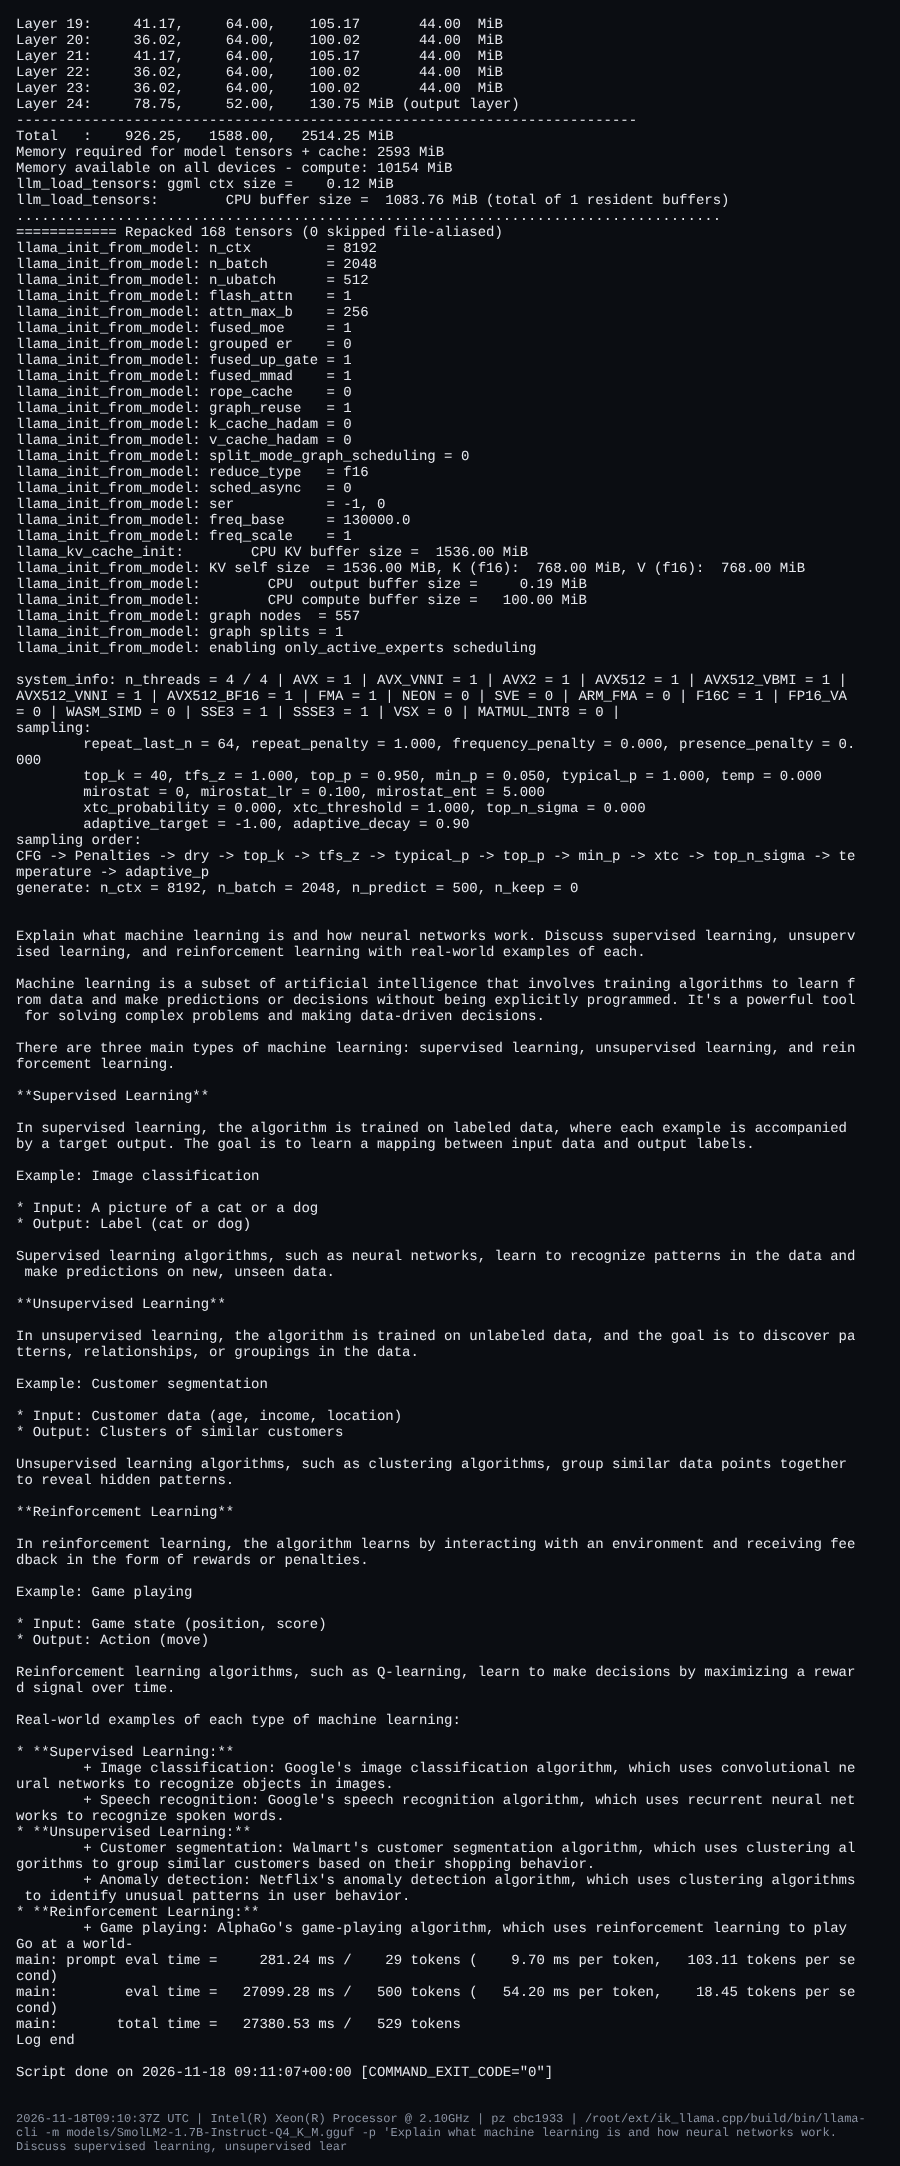 Layer 19:     41.17,     64.00,    105.17       44.00  MiB
Layer 20:     36.02,     64.00,    100.02       44.00  MiB
Layer 21:     41.17,     64.00,    105.17       44.00  MiB
Layer 22:     36.02,     64.00,    100.02       44.00  MiB
Layer 23:     36.02,     64.00,    100.02       44.00  MiB
Layer 24:     78.75,     52.00,    130.75 MiB (output layer)
--------------------------------------------------------------------------
Total   :    926.25,   1588.00,   2514.25 MiB
Memory required for model tensors + cache: 2593 MiB
Memory available on all devices - compute: 10154 MiB
llm_load_tensors: ggml ctx size =    0.12 MiB
llm_load_tensors:        CPU buffer size =  1083.76 MiB (total of 1 resident buffers)
....................................................................................
============ Repacked 168 tensors (0 skipped file-aliased)
llama_init_from_model: n_ctx         = 8192
llama_init_from_model: n_batch       = 2048
llama_init_from_model: n_ubatch      = 512
llama_init_from_model: flash_attn    = 1
llama_init_from_model: attn_max_b    = 256
llama_init_from_model: fused_moe     = 1
llama_init_from_model: grouped er    = 0
llama_init_from_model: fused_up_gate = 1
llama_init_from_model: fused_mmad    = 1
llama_init_from_model: rope_cache    = 0
llama_init_from_model: graph_reuse   = 1
llama_init_from_model: k_cache_hadam = 0
llama_init_from_model: v_cache_hadam = 0
llama_init_from_model: split_mode_graph_scheduling = 0
llama_init_from_model: reduce_type   = f16
llama_init_from_model: sched_async   = 0
llama_init_from_model: ser           = -1, 0
llama_init_from_model: freq_base     = 130000.0
llama_init_from_model: freq_scale    = 1
llama_kv_cache_init:        CPU KV buffer size =  1536.00 MiB
llama_init_from_model: KV self size  = 1536.00 MiB, K (f16):  768.00 MiB, V (f16):  768.00 MiB
llama_init_from_model:        CPU  output buffer size =     0.19 MiB
llama_init_from_model:        CPU compute buffer size =   100.00 MiB
llama_init_from_model: graph nodes  = 557
llama_init_from_model: graph splits = 1
llama_init_from_model: enabling only_active_experts scheduling

system_info: n_threads = 4 / 4 | AVX = 1 | AVX_VNNI = 1 | AVX2 = 1 | AVX512 = 1 | AVX512_VBMI = 1 |
AVX512_VNNI = 1 | AVX512_BF16 = 1 | FMA = 1 | NEON = 0 | SVE = 0 | ARM_FMA = 0 | F16C = 1 | FP16_VA
= 0 | WASM_SIMD = 0 | SSE3 = 1 | SSSE3 = 1 | VSX = 0 | MATMUL_INT8 = 0 |
sampling:
        repeat_last_n = 64, repeat_penalty = 1.000, frequency_penalty = 0.000, presence_penalty = 0.
000
        top_k = 40, tfs_z = 1.000, top_p = 0.950, min_p = 0.050, typical_p = 1.000, temp = 0.000
        mirostat = 0, mirostat_lr = 0.100, mirostat_ent = 5.000
        xtc_probability = 0.000, xtc_threshold = 1.000, top_n_sigma = 0.000
        adaptive_target = -1.00, adaptive_decay = 0.90
sampling order:
CFG -> Penalties -> dry -> top_k -> tfs_z -> typical_p -> top_p -> min_p -> xtc -> top_n_sigma -> te
mperature -> adaptive_p
generate: n_ctx = 8192, n_batch = 2048, n_predict = 500, n_keep = 0

Explain what machine learning is and how neural networks work. Discuss supervised learning, unsuperv
ised learning, and reinforcement learning with real-world examples of each.

Machine learning is a subset of artificial intelligence that involves training algorithms to learn f
rom data and make predictions or decisions without being explicitly programmed. It's a powerful tool
 for solving complex problems and making data-driven decisions.

There are three main types of machine learning: supervised learning, unsupervised learning, and rein
forcement learning.

**Supervised Learning**

In supervised learning, the algorithm is trained on labeled data, where each example is accompanied
by a target output. The goal is to learn a mapping between input data and output labels.

Example: Image classification

* Input: A picture of a cat or a dog
* Output: Label (cat or dog)

Supervised learning algorithms, such as neural networks, learn to recognize patterns in the data and
 make predictions on new, unseen data.

**Unsupervised Learning**

In unsupervised learning, the algorithm is trained on unlabeled data, and the goal is to discover pa
tterns, relationships, or groupings in the data.

Example: Customer segmentation

* Input: Customer data (age, income, location)
* Output: Clusters of similar customers

Unsupervised learning algorithms, such as clustering algorithms, group similar data points together
to reveal hidden patterns.

**Reinforcement Learning**

In reinforcement learning, the algorithm learns by interacting with an environment and receiving fee
dback in the form of rewards or penalties.

Example: Game playing

* Input: Game state (position, score)
* Output: Action (move)

Reinforcement learning algorithms, such as Q-learning, learn to make decisions by maximizing a rewar
d signal over time.

Real-world examples of each type of machine learning:

* **Supervised Learning:**
        + Image classification: Google's image classification algorithm, which uses convolutional ne
ural networks to recognize objects in images.
        + Speech recognition: Google's speech recognition algorithm, which uses recurrent neural net
works to recognize spoken words.
* **Unsupervised Learning:**
        + Customer segmentation: Walmart's customer segmentation algorithm, which uses clustering al
gorithms to group similar customers based on their shopping behavior.
        + Anomaly detection: Netflix's anomaly detection algorithm, which uses clustering algorithms
 to identify unusual patterns in user behavior.
* **Reinforcement Learning:**
        + Game playing: AlphaGo's game-playing algorithm, which uses reinforcement learning to play
Go at a world-
main: prompt eval time =     281.24 ms /    29 tokens (    9.70 ms per token,   103.11 tokens per se
cond)
main:        eval time =   27099.28 ms /   500 tokens (   54.20 ms per token,    18.45 tokens per se
cond)
main:       total time =   27380.53 ms /   529 tokens
Log end

Script done on 2026-11-18 09:11:07+00:00 [COMMAND_EXIT_CODE="0"]

2026-11-18T09:10:37Z UTC | Intel(R) Xeon(R) Processor @ 2.10GHz | pz cbc1933 | /root/ext/ik_llama.cpp/build/bin/llama-
cli -m models/SmolLM2-1.7B-Instruct-Q4_K_M.gguf -p 'Explain what machine learning is and how neural networks work.
Discuss supervised learning, unsupervised lear